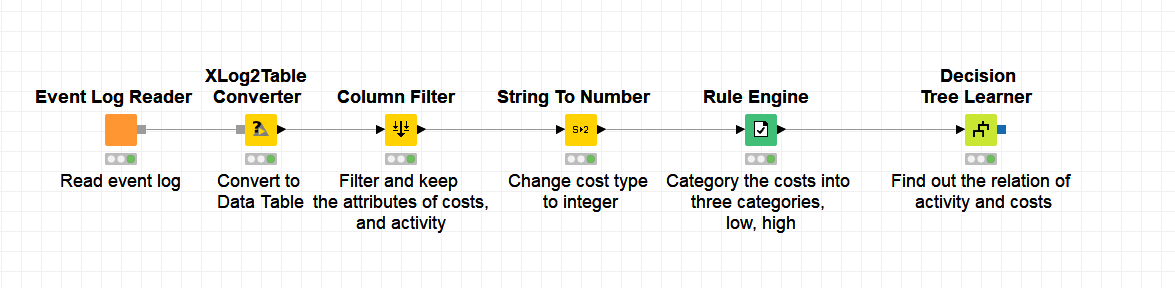 Event Log Reader
XLog2Table
Converter
Column Filter
String To Number
Rule Engine
Decision
Tree Learner
?
S▸2
Read event log
Convert to
Data Table
Filter and keep
the attributes of costs,
and activity
Change cost type
to integer
Category the costs into
three categories,
low, high
Find out the relation of
activity and costs